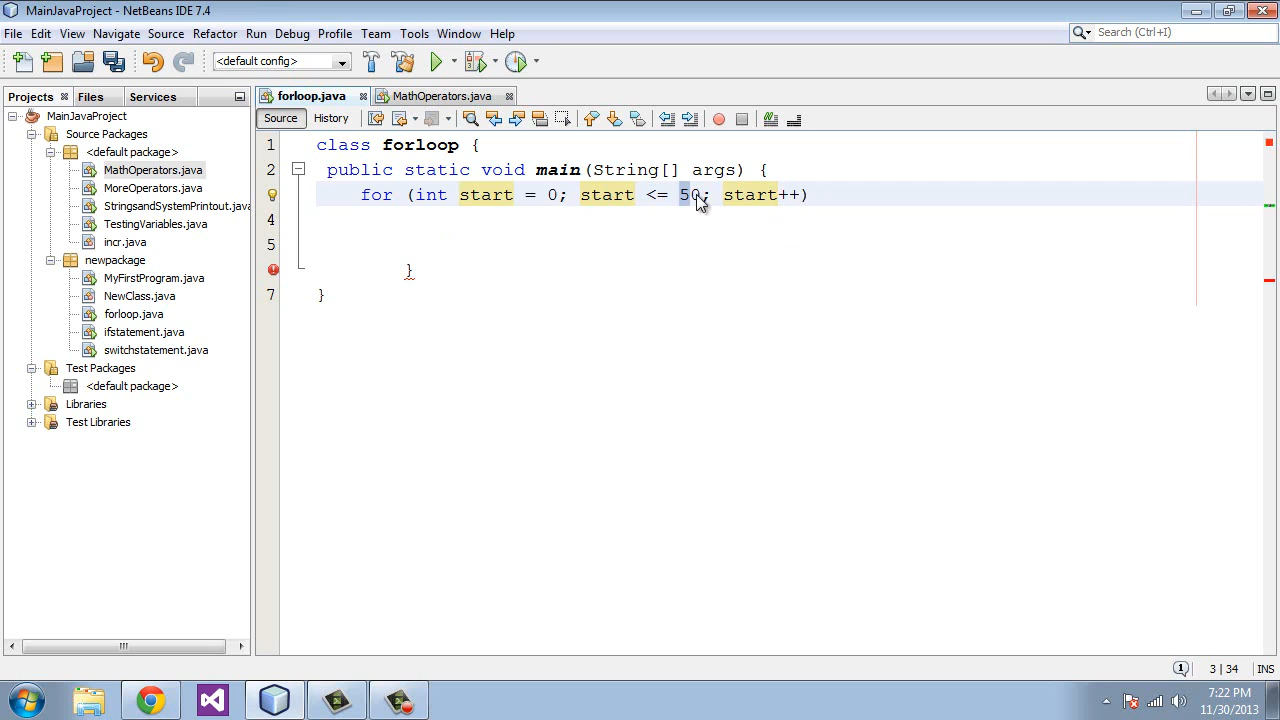 MainJavaProject - NetBeans IDE 7.4
File Edit View Navigate Source Refactor Run Debug Profile Team Tools Window Help
Search (Ctrl+I)
<default config>
Projects Files Services
forloop.java MathOperators.java
Source History
MainJavaProject
Source Packages
<default package>
MathOperators.java
MoreOperators.java
StringsandSystemPrintout.java
TestingVariables.java
incr.java
newpackage
MyFirstProgram.java
NewClass.java
forloop.java
ifstatement.java
switchstatement.java
Test Packages
<default package>
Libraries
Test Libraries
1 class forloop {
2 public static void main(String[] args) {
for (int start = 0; start <= 50; start++)
4
5
}
7 }
1 3 | 34 INS
7:22 PM
11/30/2013